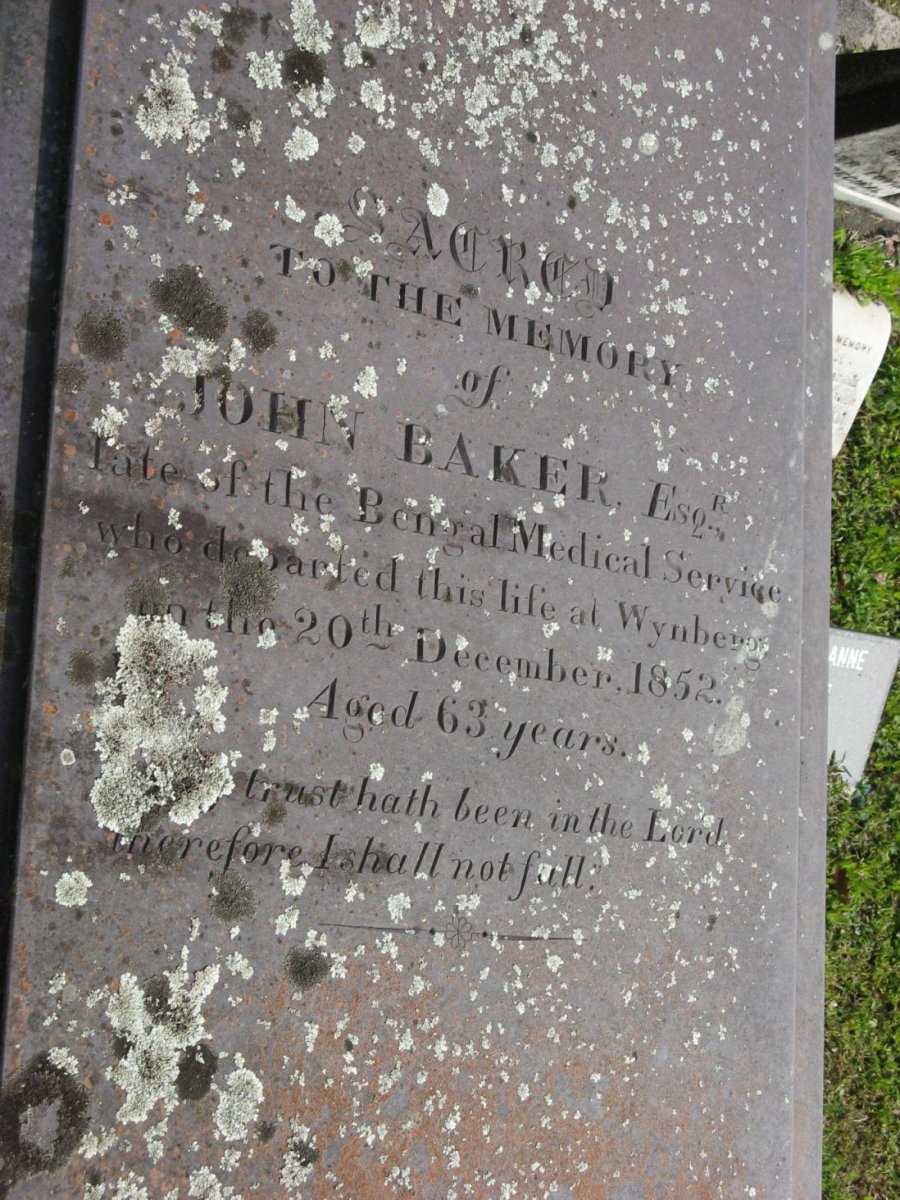 SACRED
TO THE MEMORY
of
JOHN BAKER, Esq.R,
late of the Bengal Medical Service
who departed this life at Wynberg
on the 20th December, 1852.
Aged 63 years.
trust hath been in the Lord
therefore I shall not fall.
MEMORY
ANNE